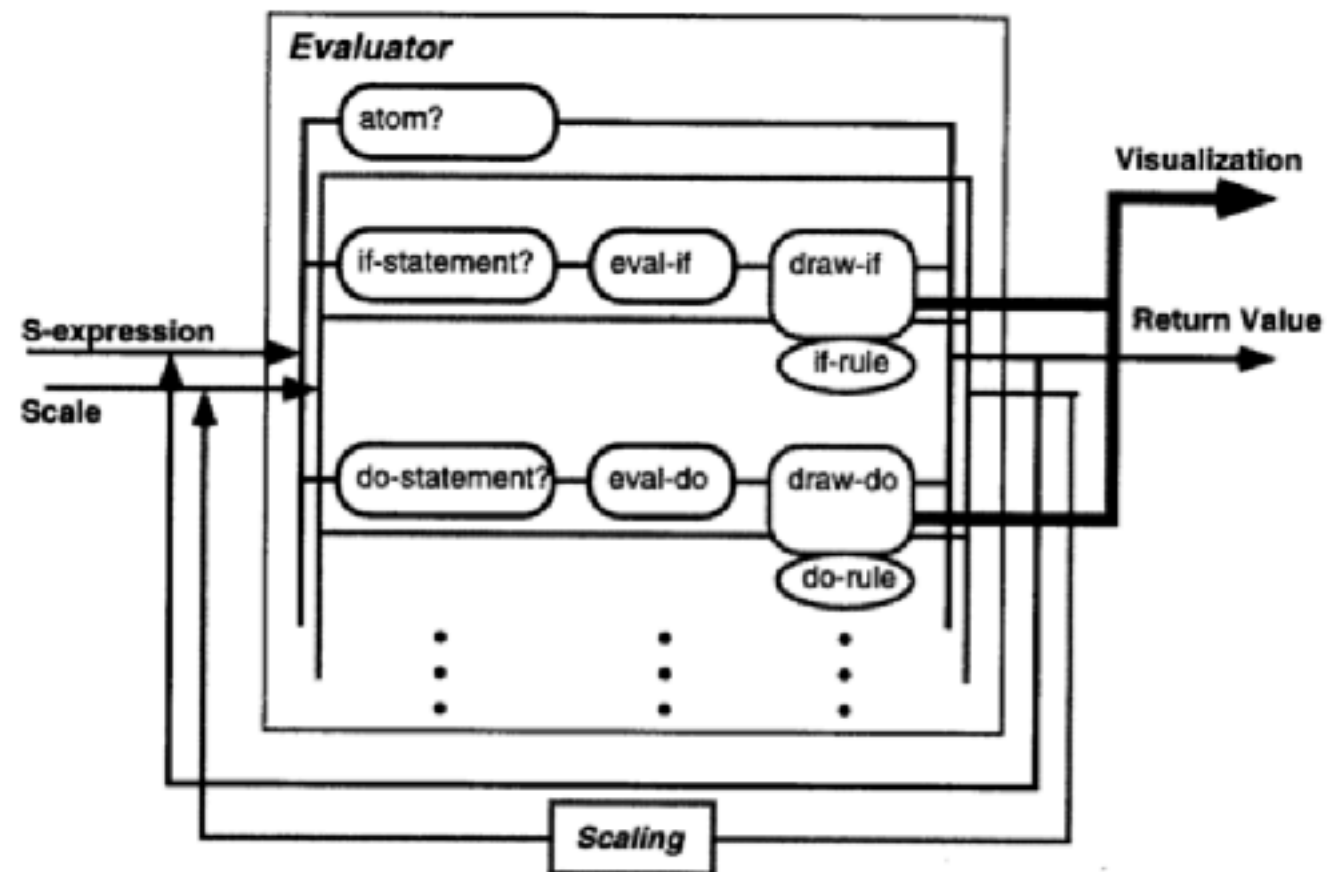 Evaluator
atom?
Visualization
if-statement?
eval-if
draw-if
S-expression
Return Value
if-rule
Scale
do-statement?
eval-do
draw-do
do-rule
Scaling